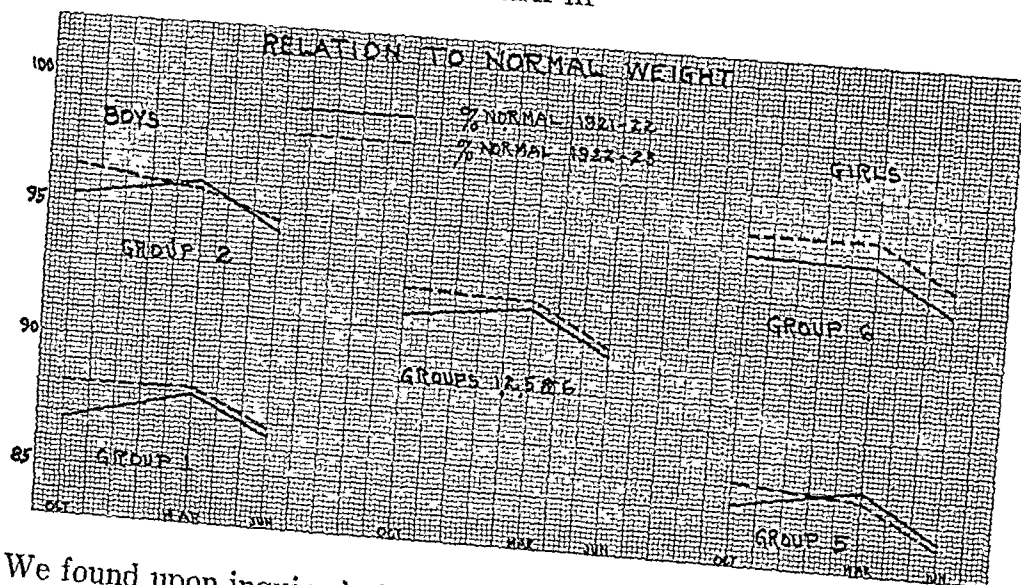 RELATION TO NORMAL WEIGHT
100
BOYS
% NORMAL 1921-22
% NORMAL 1922-23
GIRLS
95
GROUP 2
90
GROUP 6
GROUPS 1,2,5 & 6
85
GROUP 1
GROUP 5
OCT MAR JUN
OCT MAR JUN
OCT MAR JUN
We found upon